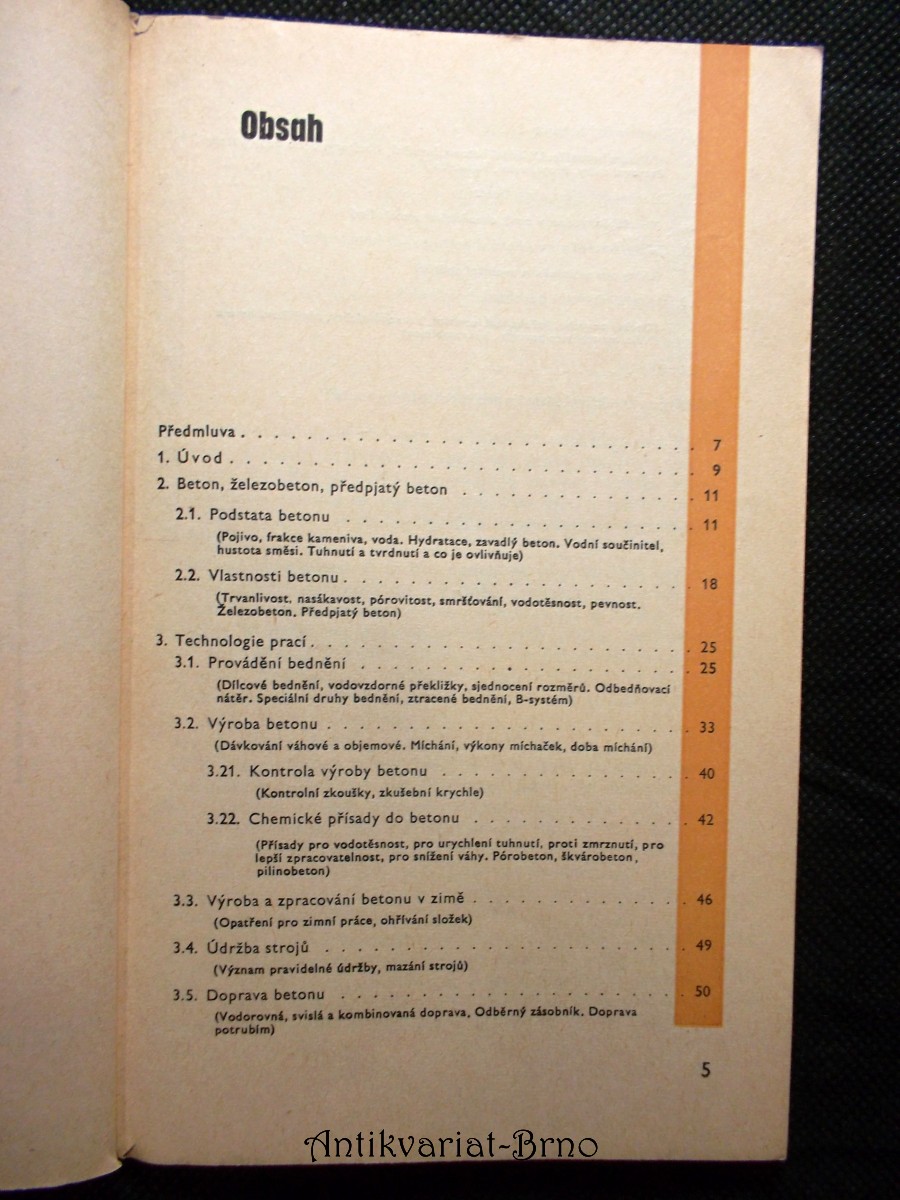 Obsah
Předmluva . . . . . . . . . . . . . . . . . . . . . . . . . . . . 7
1. Úvod . . . . . . . . . . . . . . . . . . . . . . . . . . . . 9
2. Beton, železobeton, předpjatý beton . . . . . . . . . . . . . . 11
2.1. Podstata betonu . . . . . . . . . . . . . . . . . . . . . . 11
(Pojivo, frakce kameniva, voda. Hydratace, zavadlý beton. Vodní součinitel,
hustota směsi. Tuhnutí a tvrdnutí a co je ovlivňuje)
2.2. Vlastnosti betonu . . . . . . . . . . . . . . . . . . . . . . 18
(Trvanlivost. nasákavost, pórovitost, smršťování, vodotěsnost, pevnost.
Železobeton. Předpjatý beton)
3. Technologie prací . . . . . . . . . . . . . . . . . . . . . . . 25
3.1. Provádění bednění . . . . . . . . . . . . . . . . . . . . . 25
(Dílcové bednění, vodovzdorné překližky, sjednocení rozměrů. Odbedňovací
nátěr. Speciální druhy bednění, ztracené bednění, B-systém)
3.2. Výroba betonu . . . . . . . . . . . . . . . . . . . . . . . 33
(Dávkování váhové a objemové. Míchání, výkony míchaček, doba míchání)
3.21. Kontrola výroby betonu . . . . . . . . . . . . . . . . 40
(Kontrolní zkoušky, zkušební krychle)
3.22. Chemické přísady do betonu . . . . . . . . . . . . . . 42
(Přísady pro vodotěsnost, pro urychlení tuhnutí, proti zmrznutí, pro
lepší zpracovatelnost, pro snížení váhy. Pórobeton, škvárobeton,
pilinobeton)
3.3. Výroba a zpracování betonu v zimě . . . . . . . . . . . . . . 46
(Opatření pro zimní práce, ohřívání složek)
3.4. Údržba strojů . . . . . . . . . . . . . . . . . . . . . . . 49
(Význam pravidelné údržby, mazání strojů)
3.5. Doprava betonu . . . . . . . . . . . . . . . . . . . . . . 50
(Vodorovná, svislá a kombinovaná doprava, Odběrný zásobník. Doprava
potrubím)
5
Antikvariat-Brno